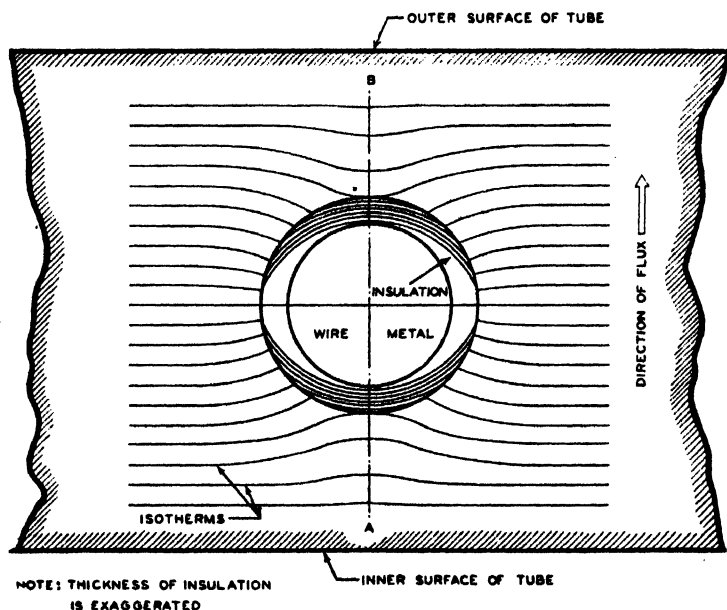 OUTER SURFACE OF TUBE
B
INSULATION
WIRE METAL
DIRECTION OF FLUX
ISOTHERMS
A
INNER SURFACE OF TUBE
NOTE: THICKNESS OF INSULATION
IS EXAGGERATED